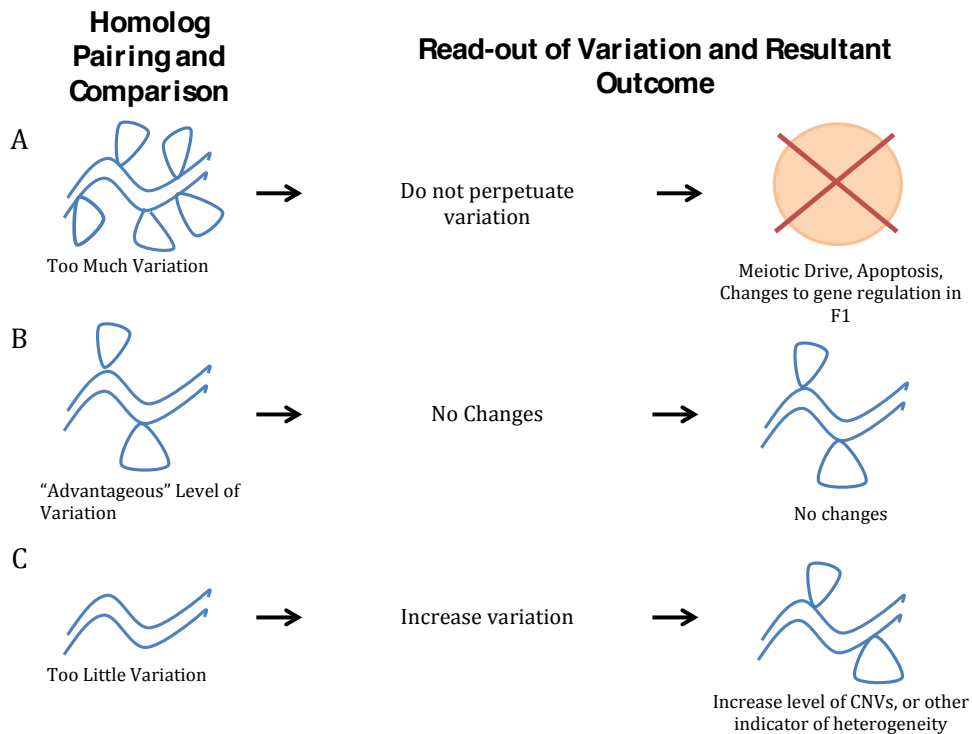 Homolog
Pairing and
Comparison
Read-out of Variation and Resultant
Outcome
A
Too Much Variation
Do not perpetuate
variation
Meiotic Drive, Apoptosis,
Changes to gene regulation in
F1
B
“Advantageous” Level of
Variation
No Changes
No changes
C
Too Little Variation
Increase variation
Increase level of CNVs, or other
indicator of heterogeneity